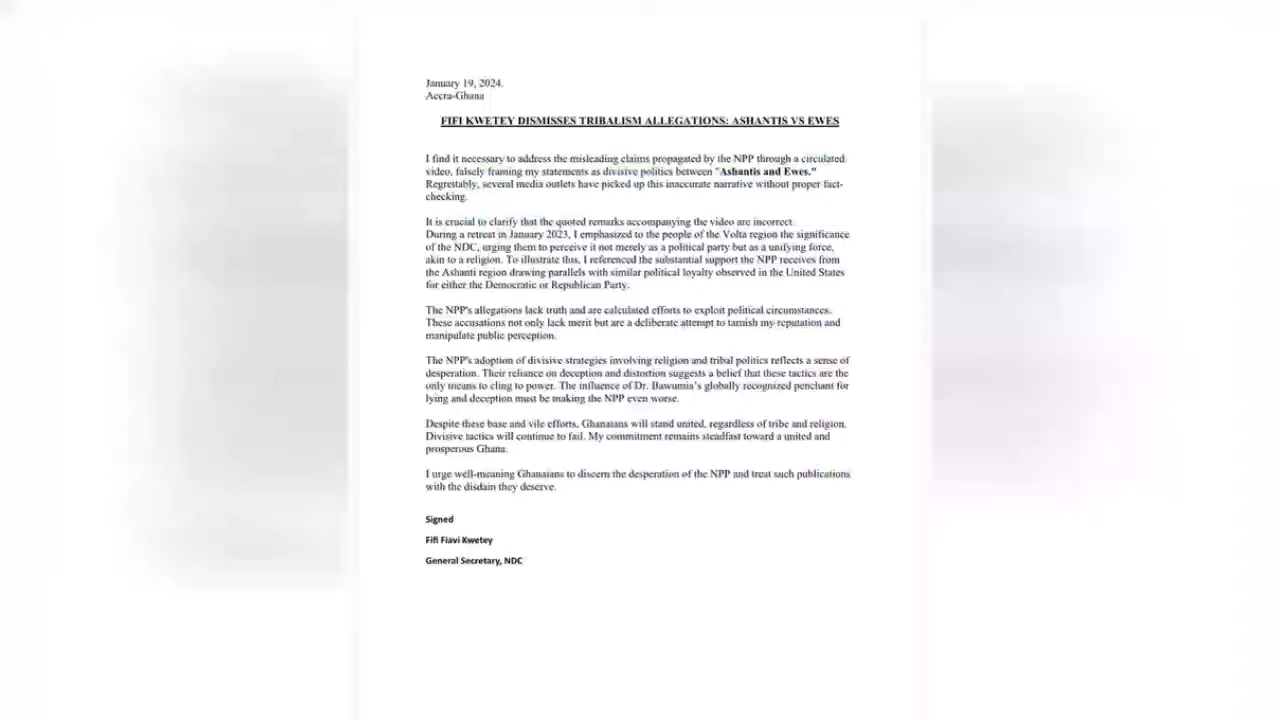 January 19, 2024.
Accra-Ghana
FIFI KWETEY DISMISSES TRIBALISM ALLEGATIONS: ASHANTIS VS EWES
I find it necessary to address the misleading claims propagated by the NPP through a circulated
video, falsely framing my statements as divisive politics between "Ashantis and Ewes."
Regrestably, several media outlets have picked up this inaccurate narrative without proper fact-
checking.
It is crucial to clarify that the quoted remarks accompanying the video are incorrect.
During a retreat in January 2023, I emphasized to the people of the Volta region the significance
of the NDC, urging them to perceive it not merely as a political party but as a unifying force,
akin to a religion. To illustrate this, I referenced the substantial support the NPP receives from
the Ashanti region drawing parallels with similar political loyalty observed in the United States
for either the Democratic or Republican Party.
The NPP's allegations lack truth and are calculated efforts to exploit political circumstances.
These accusations not only lack merit but are a deliberate attempt to tarnish my reputation and
manipulate public perception.
The NPP's adoption of divisive strategies involving religion and tribal politics reflects a sense of
desperation. Their reliance on deception and distortion suggests a belief that these tactics are the
only means to cling to power. The influence of Dr. Bawumia's globally recognized penchant for
lying and deception must be making the NPP even worse.
Despite these base and vile efforts, Ghanaians will stand united, regardless of tribe and religion.
Divisive tactics will continue to fail. My commitment remains steadfast toward a united and
prosperous Ghana.
I urge well-meaning Ghanaians to discern the desperation of the NPP and treat such publications
with the disdain they deserve.
Signed
Fifi Fiavi Kwetey
General Secretary, NDC